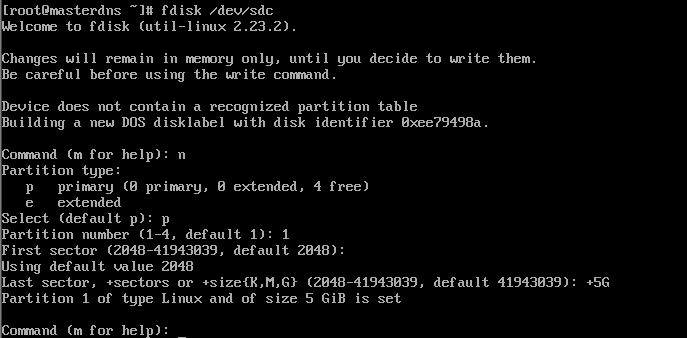 [root@masterdns ~]# fdisk /dev/sdc
Welcome to fdisk (util-linux 2.23.2).
Changes will remain in memory only, until you decide to write them.
Be careful before using the write command.
Device does not contain a recognized partition table
Building a new DOS disklabel with disk identifier 0xee79498a.
Command (m for help): n
Partition type:
   p   primary (0 primary, 0 extended, 4 free)
   e   extended
Select (default p): p
Partition number (1-4, default 1): 1
First sector (2048-41943039, default 2048):
Using default value 2048
Last sector, +sectors or +size{K,M,G} (2048-41943039, default 41943039): +5G
Partition 1 of type Linux and of size 5 GiB is set
Command (m for help): _